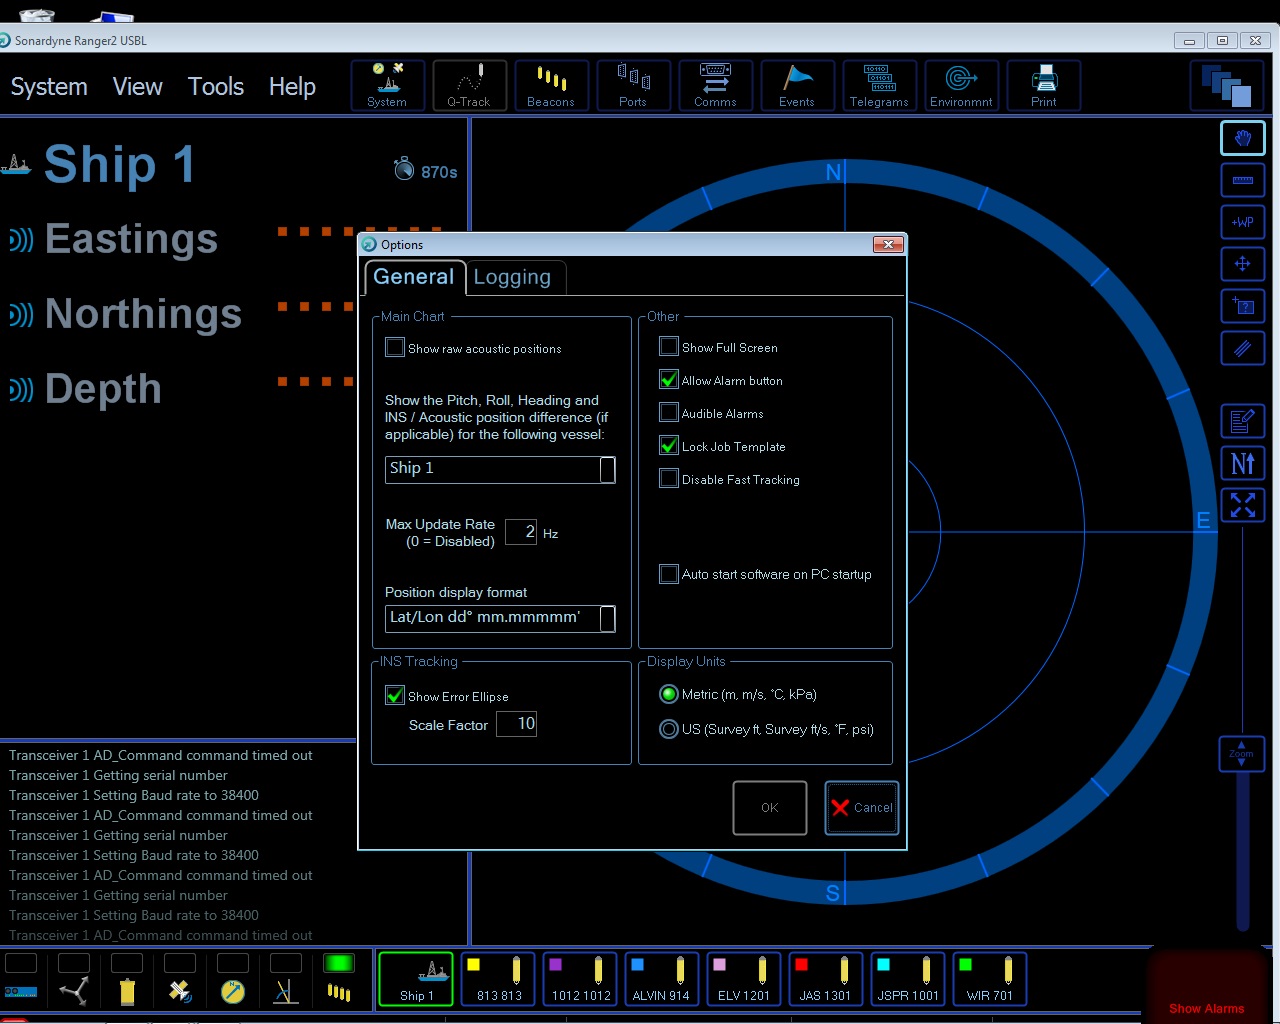 Sonardyne Ranger2 USBL
System View Tools Help
System Q-Track Beacons Ports Comms Events Telegrams Environmnt Print
Ship 1
870s
Eastings
Northings
Depth
N
E
S
+WP
N
Zoom
Options
General Logging
Main Chart
Show raw acoustic positions
Show the Pitch, Roll, Heading and
INS / Acoustic position difference (if
applicable) for the following vessel:
Ship 1
Max Update Rate
(0 = Disabled)
2 Hz
Position display format
Lat/Lon dd° mm.mmmmm'
INS Tracking
Show Error Ellipse
Scale Factor 10
Other
Show Full Screen
Allow Alarm button
Audible Alarms
Lock Job Template
Disable Fast Tracking
Auto start software on PC startup
Display Units
Metric (m, m/s, °C, kPa)
US (Survey ft, Survey ft/s, °F, psi)
OK
Cancel
Transceiver 1 AD_Command command timed out
Transceiver 1 Getting serial number
Transceiver 1 Setting Baud rate to 38400
Transceiver 1 AD_Command command timed out
Transceiver 1 Getting serial number
Transceiver 1 Setting Baud rate to 38400
Transceiver 1 AD_Command command timed out
Transceiver 1 Getting serial number
Transceiver 1 Setting Baud rate to 38400
Transceiver 1 AD_Command command timed out
Ship 1
813 813
1012 1012
ALVIN 914
ELV 1201
JAS 1301
JSPR 1001
WIR 701
Show Alarms